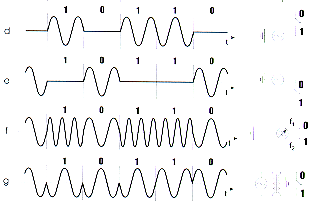 1 0 1 1 0 0
d t 1
1 0 1 1 0 0
e t 1
1 0 1 1 0 f₁ 0
f t f₂ 1
1 0 1 1 0 0
g t 1